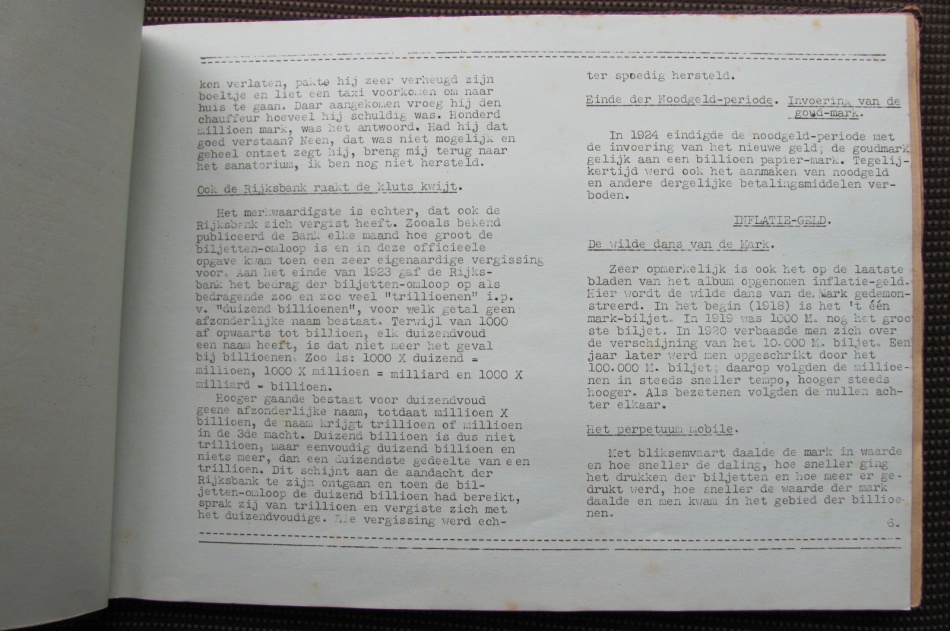 ken verlaten, pakte hij zeer verheugd zijn
boeltje en liet een taxi voorkomen om naar
huis te gaan. Daar aangekomen vroeg hij den
chauffeur hoeveel hij schuldig was. Honderd
millioen mark, was het antwoord. Had hij dat
goed verstaan? Neen, dat was niet mogelijk en
geheel ontzet zegt hij, breng mij terug naar
het sanatorium, ik ben nog niet hersteld.
Ook de Rijksbank raakt de kluts kwijt.
Het merkwaardigste is echter, dat ook de
Rijksbank zich vergist heeft. Zooals bekend
publiceerd de Bank elke maand hoe groot de
biljetten-omloop is en in deze officieele
opgave kwam toen een zeer eigenaardige vergissing
voor. Aan het einde van 1923 gaf de Rijks-
bank het bedrag der biljetten-omloop op als
bedragende zoo en zoo veel "trillioenen" i.p.
v. "duizend billioenen", voor welk getal geen
afzonderlijke naam bestaat. Terwijl van 1000
af opwaarts tot billioen, elk duizendvoud
een naam heeft, is dat niet meer het geval
bij billioenen. Zoo is: 1000 X duizend =
millioen, 1000 X millioen = milliard en 1000 X
milliard = billioen.
Hooger gaande bestaat voor duizendvoud
geene afzonderlijke naam, totdaat millioen X
billioen, de naam krijgt trillioen of millioen
in de 3de macht. Duizend billioen is dus niet
trillioen, maar eenvoudig duizend billioen en
niets meer, dan een duizendste gedeelte van een
trillioen. Dit schijnt aan de aandacht der
Rijksbank te zijn ontgaan en toen de bil-
jetten-omloop de duizend billioen had bereikt,
sprak zij van trillioen en vergiste zich met
het duizendvoudige. Die vergissing werd ech-
ter spoedig hersteld.
Einde der Noodgeld-periode. Invoering van de
goud-mark.
In 1924 eindigde de noodgeld-periode met
de invoering van het nieuwe geld; de goudmark
gelijk aan een billioen papier-mark. Tegelij-
kertijd werd ook het aanmaken van noodgeld
en andere dergelijke betalingsmiddelen ver-
boden.
INFLATIE-GELD.
De wilde dans van de Mark.
Zeer opmerkelijk is ook het op de laatste
bladen van het album opgenomen inflatie-geld.
Hier wordt de wilde dans van de Mark gedemon-
streerd. In het begin (1918) is het 't één
mark-biljet. In 1919 was 1000 M. nog het groot
ste biljet. In 1920 verbaasde men zich over
de verschijning van het 10.000 M. biljet. Een
jaar later werd men opgeschrikt door het
100.000 M. biljet; daarop volgden de millioe-
nen in steeds sneller tempo, hooger steeds
hooger. Als bezetenen volgden de nullen ach-
ter elkaar.
Het perpetuum mobile.
Met bliksemvaart daalde de mark in waarde
en hoe sneller de daling, hoe sneller ging
het drukken der biljetten en hoe meer er ge-
drukt werd, hoe sneller de waarde der mark
daalde en men kwam in het gebied der billioe-
nen.
6.